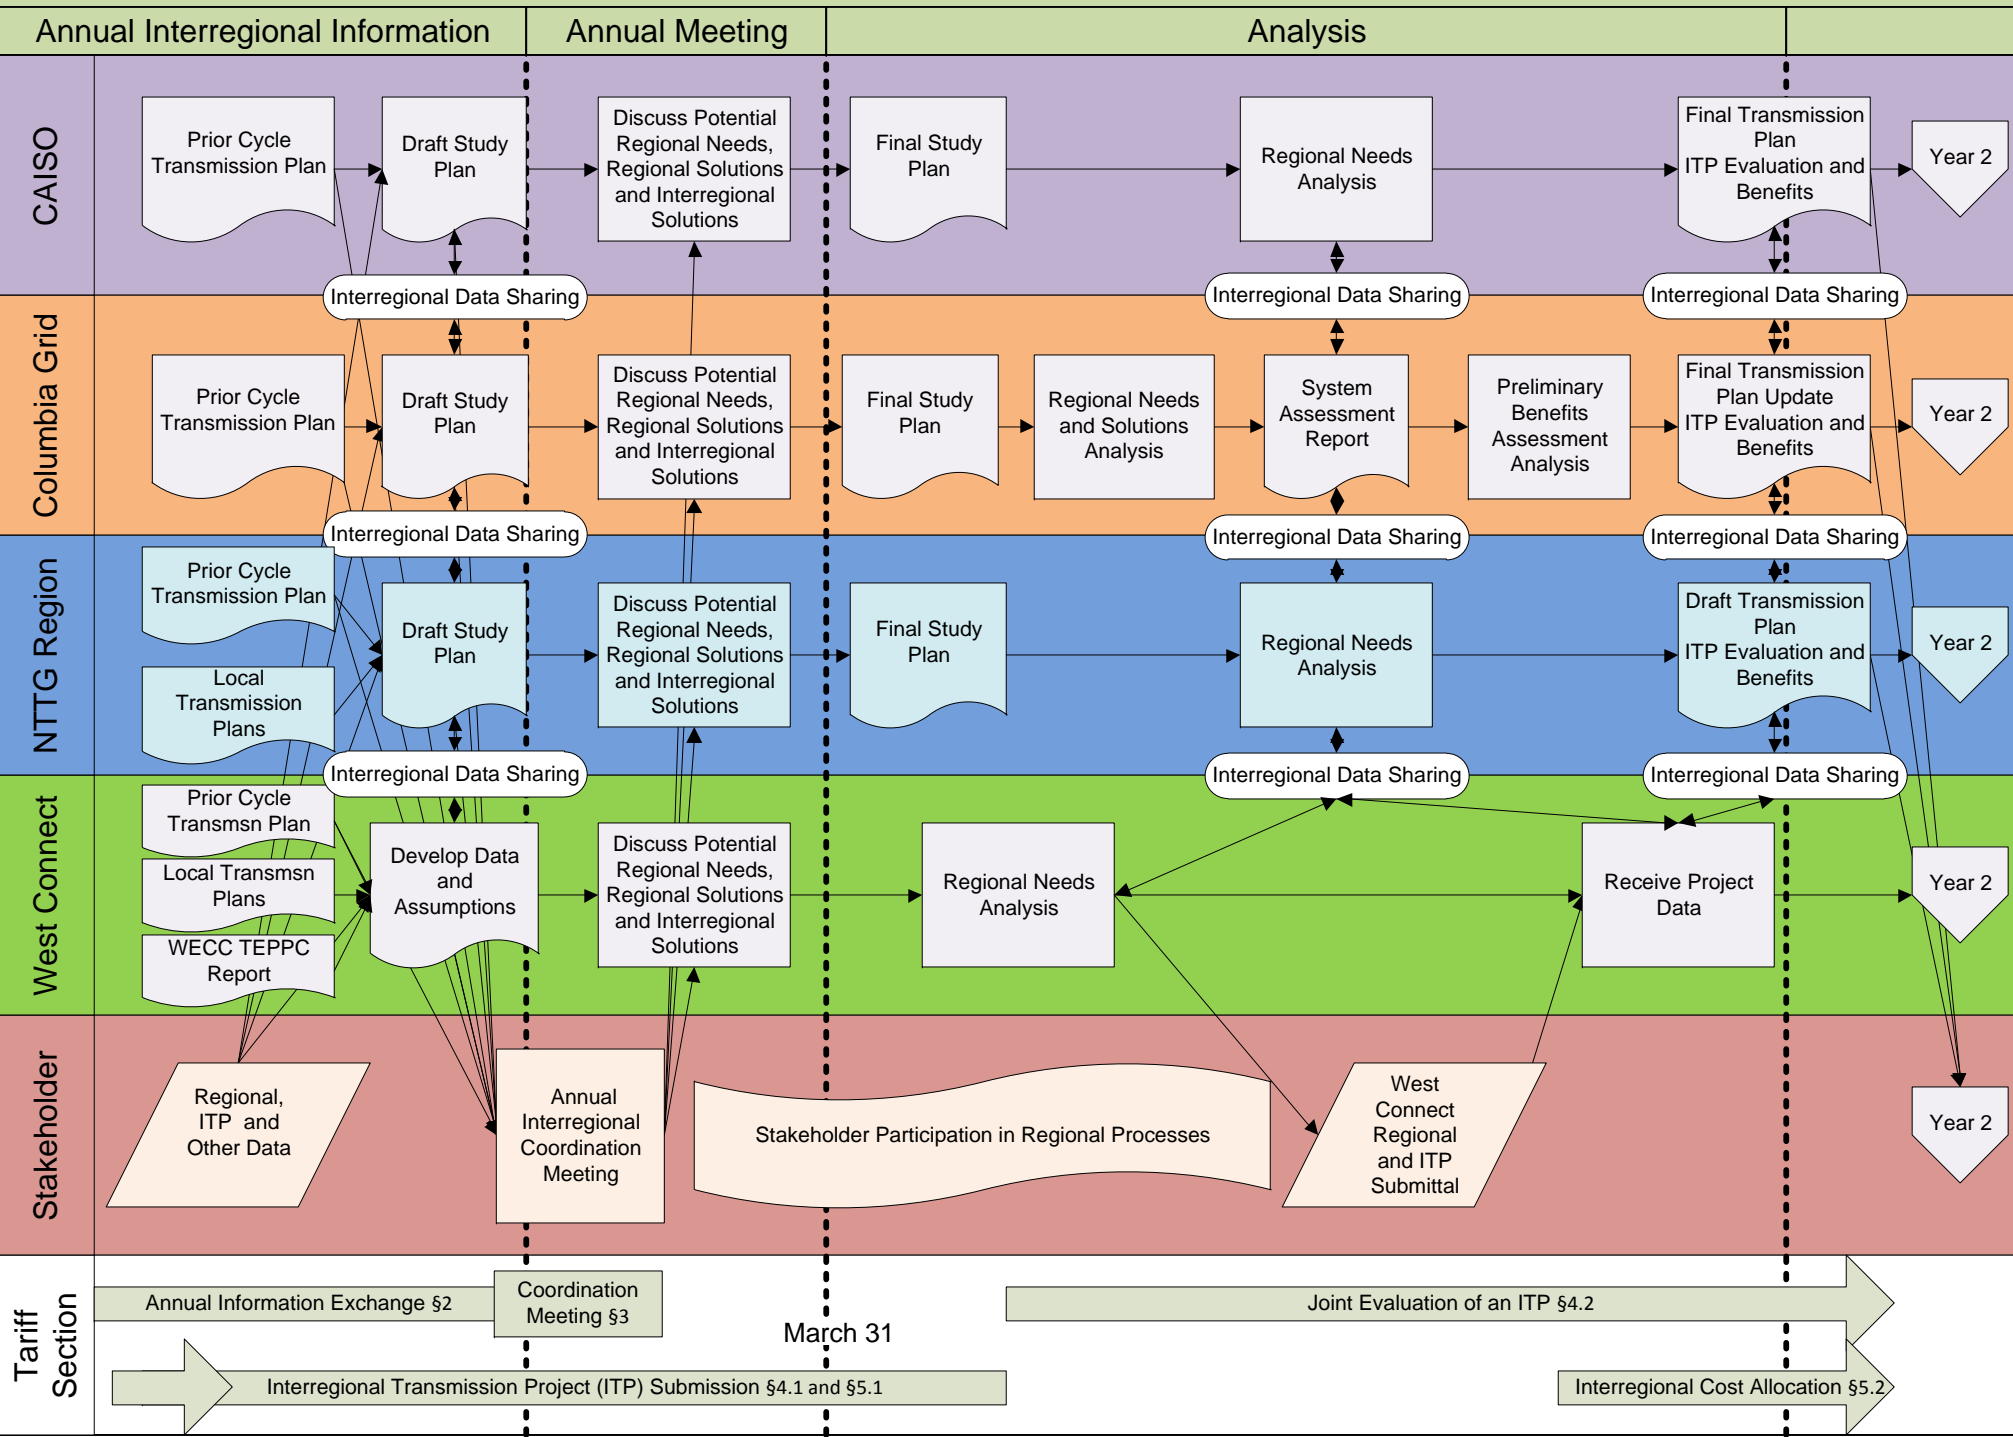 Annual Interregional Information
Annual Meeting
Analysis
CAISO
Prior Cycle
Transmission Plan
Draft Study
Plan
Discuss Potential
Regional Needs,
Regional Solutions
and Interregional
Solutions
Final Study
Plan
Regional Needs
Analysis
Final Transmission
Plan
ITP Evaluation and
Benefits
Year 2
Interregional Data Sharing
Interregional Data Sharing
Interregional Data Sharing
Columbia Grid
Prior Cycle
Transmission Plan
Draft Study
Plan
Discuss Potential
Regional Needs,
Regional Solutions
and Interregional
Solutions
Final Study
Plan
Regional Needs
and Solutions
Analysis
System
Assessment
Report
Preliminary
Benefits
Assessment
Analysis
Final Transmission
Plan Update
ITP Evaluation and
Benefits
Year 2
Interregional Data Sharing
Interregional Data Sharing
Interregional Data Sharing
NTTG Region
Prior Cycle
Transmission Plan
Local
Transmission
Plans
Draft Study
Plan
Discuss Potential
Regional Needs,
Regional Solutions
and Interregional
Solutions
Final Study
Plan
Regional Needs
Analysis
Draft Transmission
Plan
ITP Evaluation and
Benefits
Year 2
Interregional Data Sharing
Interregional Data Sharing
Interregional Data Sharing
West Connect
Prior Cycle
Transmsn Plan
Local Transmsn
Plans
WECC TEPPC
Report
Develop Data
and
Assumptions
Discuss Potential
Regional Needs,
Regional Solutions
and Interregional
Solutions
Regional Needs
Analysis
Receive Project
Data
Year 2
Stakeholder
Regional,
ITP and
Other Data
Annual
Interregional
Coordination
Meeting
Stakeholder Participation in Regional Processes
West
Connect
Regional
and ITP
Submittal
Year 2
Tariff
Section
Annual Information Exchange §2
Coordination
Meeting §3
Joint Evaluation of an ITP §4.2
March 31
Interregional Transmission Project (ITP) Submission §4.1 and §5.1
Interregional Cost Allocation §5.2